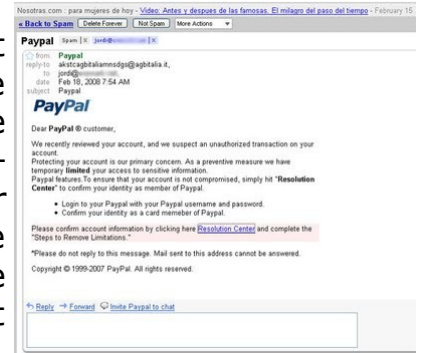 Nosotras.com : para mujeres de hoy - Video: Antes y despues de las famosas. El milagro del paso del tiempo - February 15
« Back to Spam Delete Forever Not Spam More Actions
Paypal Spam | X jordi@ | X
from Paypal
reply-to akstcagbitaliamnsdgs@agbitalia.it,
to jordi@
date Feb 18, 2008 7:54 AM
subject Paypal
PayPal
Dear PayPal ® customer,
We recently reviewed your account, and we suspect an unauthorized transaction on your
account.
Protecting your account is our primary concern. As a preventive measure we have
temporary limited your access to sensitive information.
Paypal features.To ensure that your account is not compromised, simply hit "Resolution
Center" to confirm your identity as member of Paypal.
• Login to your Paypal with your Paypal username and password.
• Confirm your identity as a card memeber of Paypal.
Please confirm account information by clicking here Resolution Center and complete the
"Steps to Remove Limitations."
*Please do not reply to this message. Mail sent to this address cannot be answered.
Copyright © 1999-2007 PayPal. All rights reserved.
Reply Forward Invite Paypal to chat